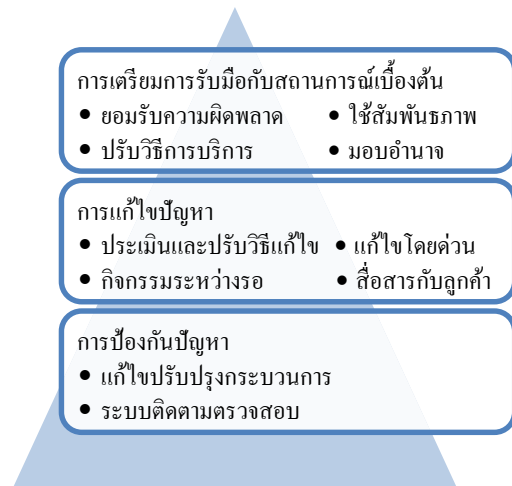 การเตรียมการรับมือกับสถานการณ์เบื้องต้น
● ยอมรับความผิดพลาด ● ใช้สัมพันธภาพ
● ปรับวิธีการบริการ ● มอบอำนาจ
การแก้ไขปัญหา
● ประเมินและปรับวิธีแก้ไข ● แก้ไขโดยด่วน
● กิจกรรมระหว่างรอ ● สื่อสารกับลูกค้า
การป้องกันปัญหา
● แก้ไขปรับปรุงกระบวนการ
● ระบบติดตามตรวจสอบ